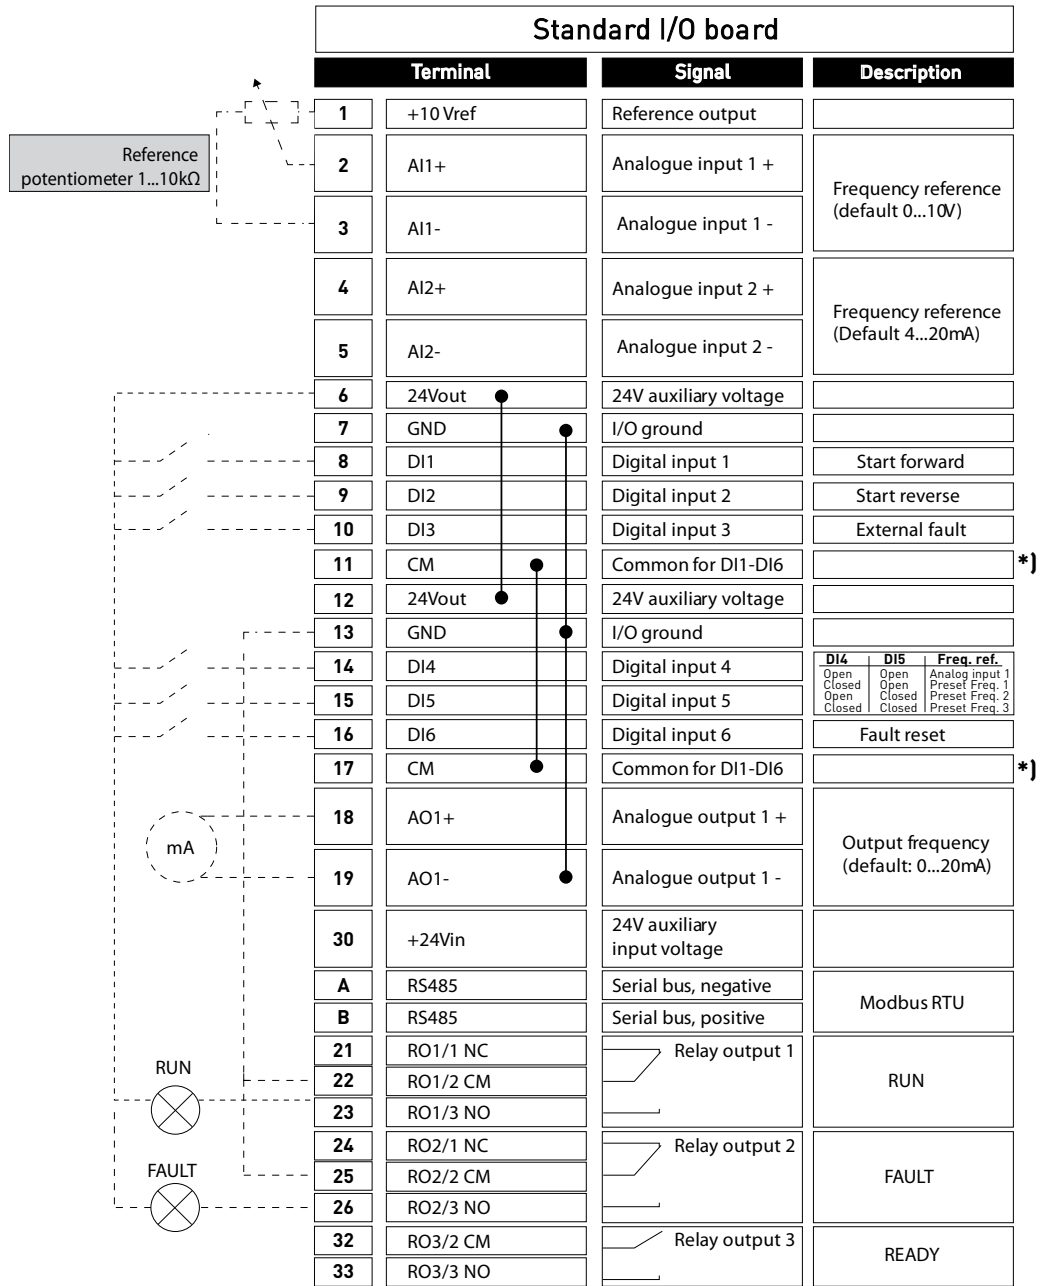 Standard I/O board
Terminal Signal Description
1 +10 Vref Reference output
Reference
potentiometer 1...10kΩ
2 AI1+ Analogue input 1 +
Frequency reference
(default 0...10V)
3 AI1- Analogue input 1 -
4 AI2+ Analogue input 2 +
Frequency reference
(Default 4...20mA)
5 AI2- Analogue input 2 -
6 24Vout 24V auxiliary voltage
7 GND I/O ground
8 DI1 Digital input 1 Start forward
9 DI2 Digital input 2 Start reverse
10 DI3 Digital input 3 External fault
11 CM Common for DI1-DI6 *)
12 24Vout 24V auxiliary voltage
13 GND I/O ground
14 DI4 Digital input 4
DI4 DI5 Freq. ref.
Open Open Analog input 1
Closed Open Preset Freq. 1
Open Closed Preset Freq. 2
Closed Closed Preset Freq. 3
15 DI5 Digital input 5
16 DI6 Digital input 6 Fault reset
17 CM Common for DI1-DI6 *)
18 AO1+ Analogue output 1 +
mA
Output frequency
(default: 0...20mA)
19 AO1- Analogue output 1 -
30 +24Vin 24V auxiliary
input voltage
A RS485 Serial bus, negative
Modbus RTU
B RS485 Serial bus, positive
21 RO1/1 NC Relay output 1
RUN
22 RO1/2 CM RUN
23 RO1/3 NO
24 RO2/1 NC Relay output 2
FAULT
25 RO2/2 CM FAULT
26 RO2/3 NO
32 RO3/2 CM Relay output 3
READY
33 RO3/3 NO